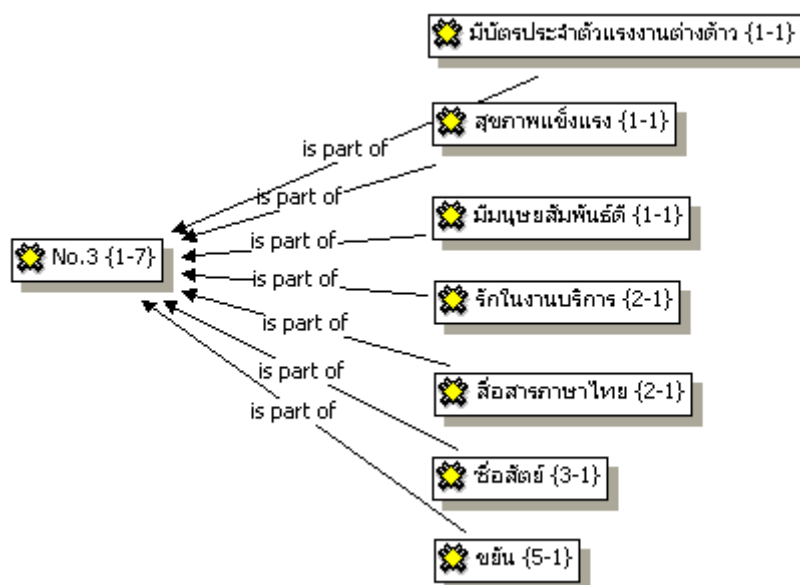 มีบัตรประจำตัวแรงงานต่างด้าว {1-1}
สุขภาพแข็งแรง {1-1}
is part of
is part of
มีมนุษยสัมพันธ์ดี {1-1}
is part of
No.3 {1-7}
is part of
รักในงานบริการ {2-1}
is part of
is part of
สื่อสารภาษาไทย {2-1}
is part of
ซื่อสัตย์ {3-1}
ขยัน {5-1}